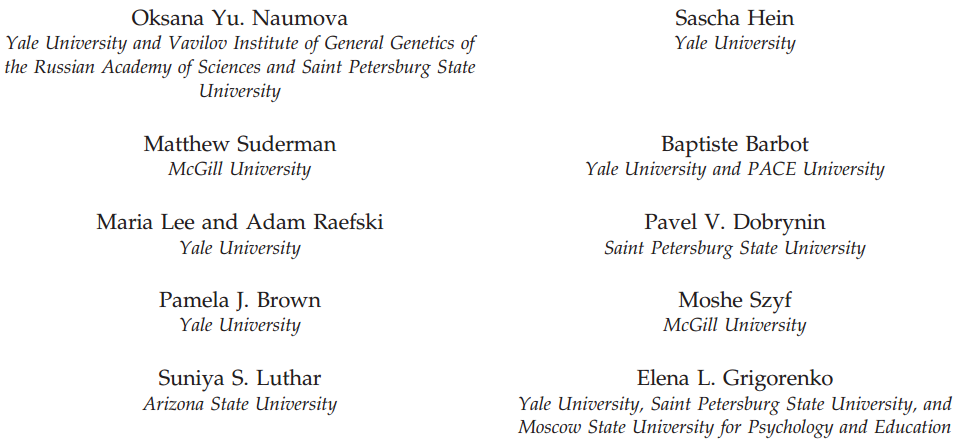 Oksana Yu. Naumova
Yale University and Vavilov Institute of General Genetics of
the Russian Academy of Sciences and Saint Petersburg State
University
Sascha Hein
Yale University
Matthew Suderman
McGill University
Baptiste Barbot
Yale University and PACE University
Maria Lee and Adam Raefski
Yale University
Pavel V. Dobrynin
Saint Petersburg State University
Pamela J. Brown
Yale University
Moshe Szyf
McGill University
Suniya S. Luthar
Arizona State University
Elena L. Grigorenko
Yale University, Saint Petersburg State University, and
Moscow State University for Psychology and Education